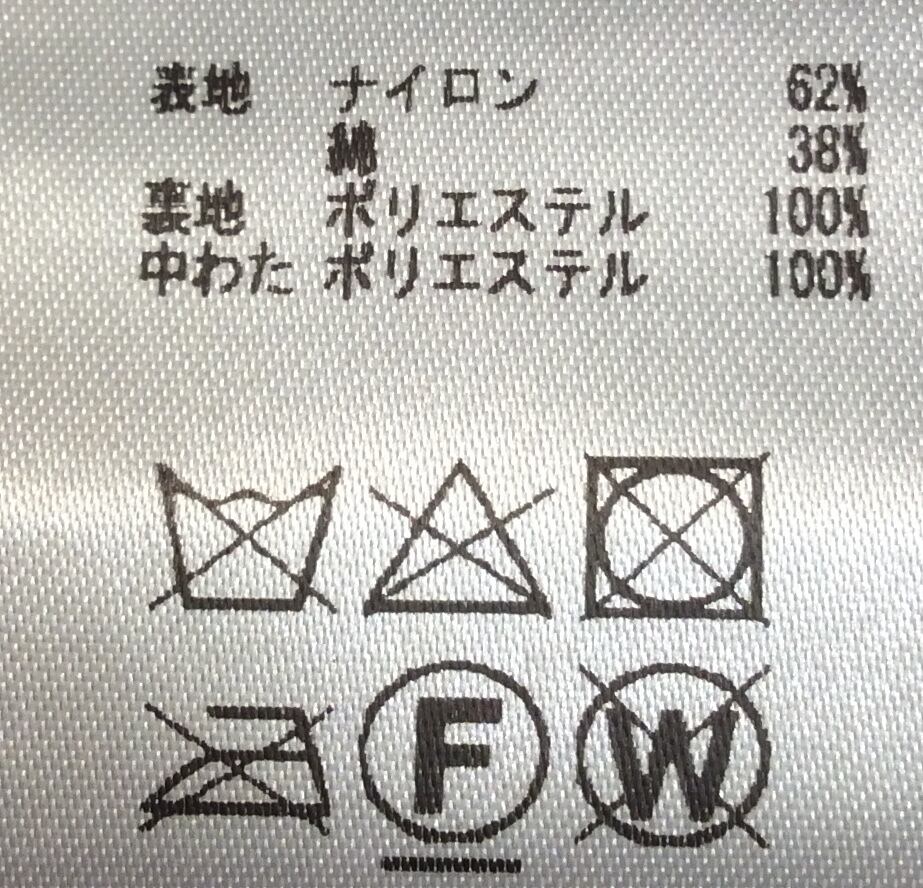 表地 ナイロン 62%
綿 38%
裏地 ポリエステル 100%
中わた ポリエステル 100%
F W